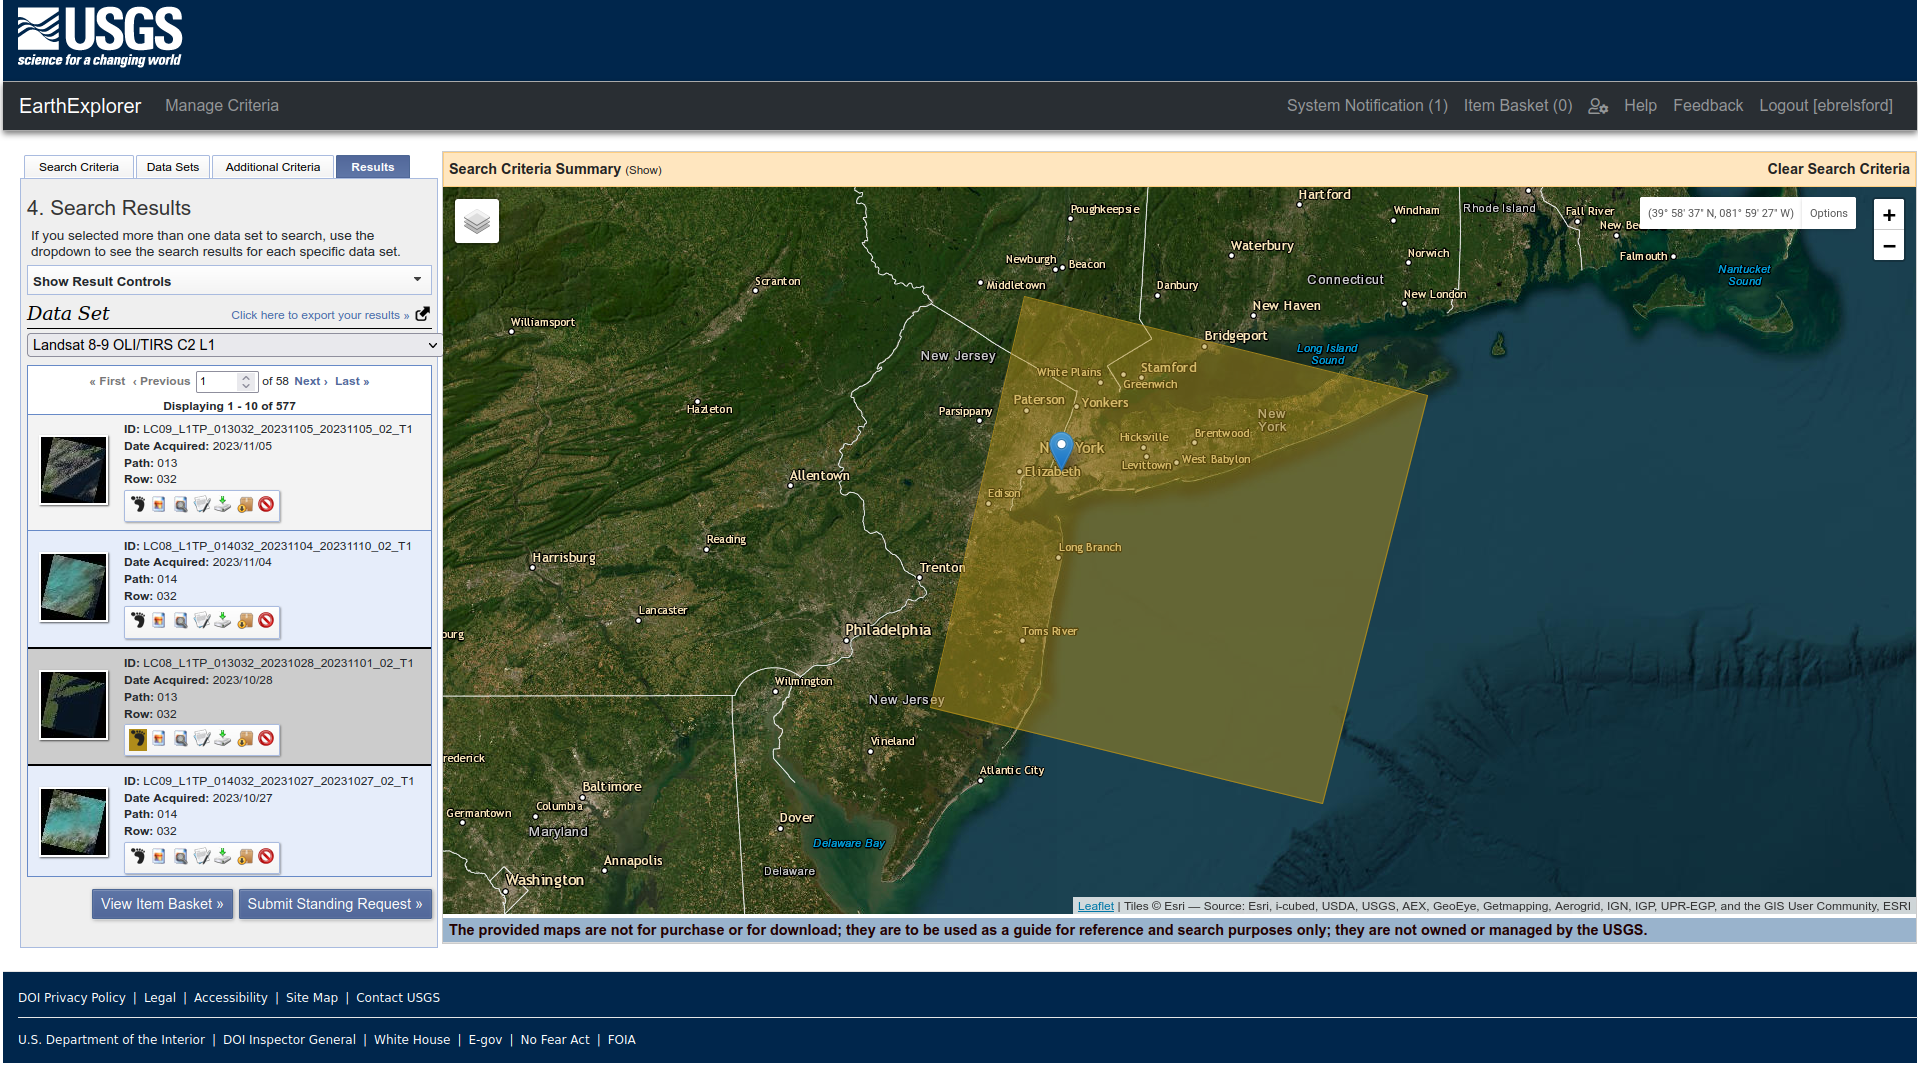 USGS
science for a changing world
EarthExplorer Manage Criteria System Notification (1) Item Basket (0) Help Feedback Logout [ebrelsford]
Search Criteria Data Sets Additional Criteria Results
4. Search Results
If you selected more than one data set to search, use the
dropdown to see the search results for each specific data set.
Show Result Controls
Data Set Click here to export your results »
Landsat 8-9 OLI/TIRS C2 L1
« First ‹ Previous 1 of 58 Next › Last »
Displaying 1 - 10 of 577
ID: LC09_L1TP_013032_20231105_20231105_02_T1
Date Acquired: 2023/11/05
Path: 013
Row: 032
ID: LC08_L1TP_014032_20231104_20231110_02_T1
Date Acquired: 2023/11/04
Path: 014
Row: 032
ID: LC08_L1TP_013032_20231028_20231101_02_T1
Date Acquired: 2023/10/28
Path: 013
Row: 032
ID: LC09_L1TP_014032_20231027_20231027_02_T1
Date Acquired: 2023/10/27
Path: 014
Row: 032
View Item Basket » Submit Standing Request »
Search Criteria Summary (Show) Clear Search Criteria
(39° 58' 37" N, 081° 59' 27" W) Options
+
−
Hartford
Poughkeepsie
Windham
Rhode Island
Fall River
New Be
Waterbury
Norwich
Falmouth
Newburgh
Beacon
Nantucket
Sound
Scranton
Middletown
Danbury
Connecticut
New London
New Haven
Williamsport
Bridgeport
New Jersey
Long Island
Sound
White Plains
Stamford
Greenwich
Hazleton
Parsippany
Paterson
Yonkers
New
York
Hicksville
Brentwood
N York
Levittown
West Babylon
Allentown
Elizabeth
Edison
Reading
Long Branch
Harrisburg
Trenton
Lancaster
Philadelphia
Toms River
burg
Wilmington
New Jersey
Vineland
rederick
Atlantic City
Baltimore
Columbia
Germantown
Maryland
Dover
Delaware Bay
Annapolis
Delaware
Washington
Leaflet | Tiles © Esri — Source: Esri, i-cubed, USDA, USGS, AEX, GeoEye, Getmapping, Aerogrid, IGN, IGP, UPR-EGP, and the GIS User Community, ESRI
The provided maps are not for purchase or for download; they are to be used as a guide for reference and search purposes only; they are not owned or managed by the USGS.
DOI Privacy Policy | Legal | Accessibility | Site Map | Contact USGS
U.S. Department of the Interior | DOI Inspector General | White House | E-gov | No Fear Act | FOIA